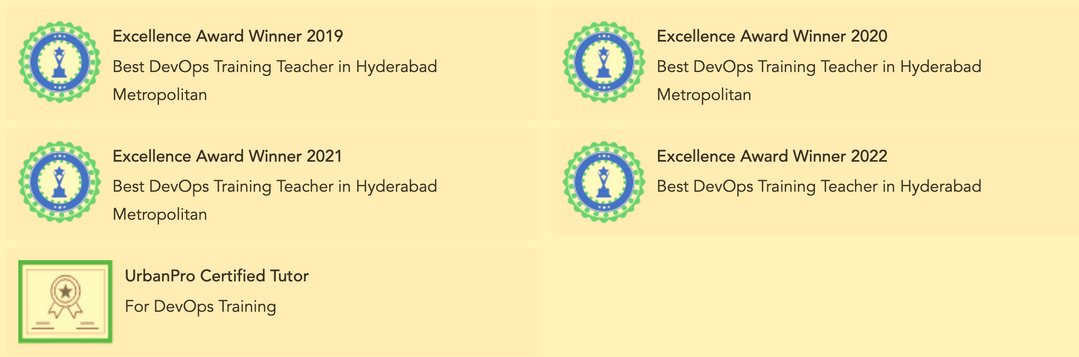 Excellence Award Winner 2019
Best DevOps Training Teacher in Hyderabad
Metropolitan
Excellence Award Winner 2020
Best DevOps Training Teacher in Hyderabad
Metropolitan
Excellence Award Winner 2021
Best DevOps Training Teacher in Hyderabad
Metropolitan
Excellence Award Winner 2022
Best DevOps Training Teacher in Hyderabad
UrbanPro Certified Tutor
For DevOps Training